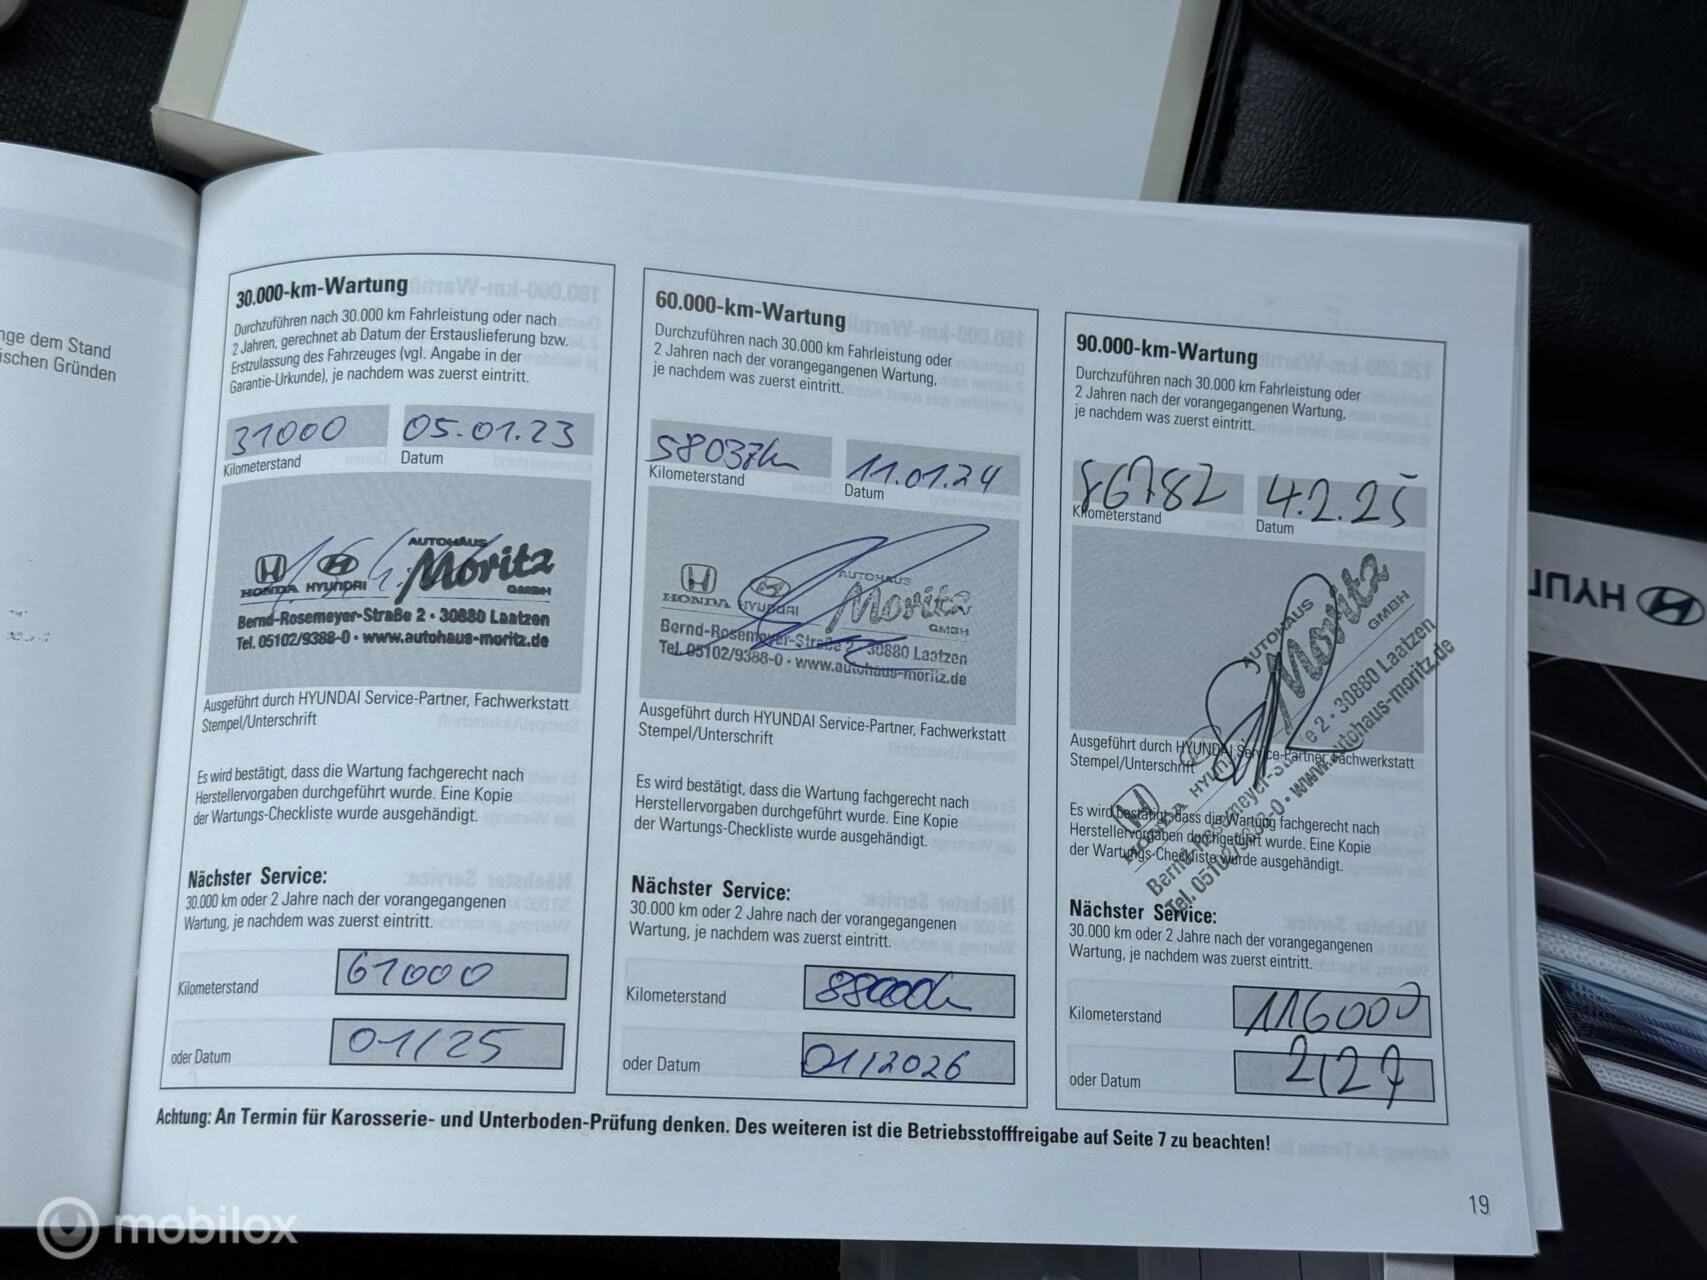 nge dem Stand
ischen Gründen
30.000-km-Wartung
Durchzuführen nach 30.000 km Fahrleistung oder nach
2 Jahren, gerechnet ab Datum der Erstauslieferung bzw.
Erstzulassung des Fahrzeuges (vgl. Angabe in der
Garantie-Urkunde), je nachdem was zuerst eintritt.
31000 05.01.23
Kilometerstand Datum
AUTOHAUS
HONDA HYUNDAI Moritz
GMBH
Bernd-Rosemeyer-Straße 2 · 30880 Laatzen
Tel. 05102/9388-0 · www.autohaus-moritz.de
Ausgeführt durch HYUNDAI Service-Partner, Fachwerkstatt
Stempel/Unterschrift
Es wird bestätigt, dass die Wartung fachgerecht nach
Herstellervorgaben durchgeführt wurde. Eine Kopie
der Wartungs-Checkliste wurde ausgehändigt.
Nächster Service:
30.000 km oder 2 Jahre nach der vorangegangenen
Wartung, je nachdem was zuerst eintritt.
Kilometerstand 61000
oder Datum 01/25
60.000-km-Wartung
Durchzuführen nach 30.000 km Fahrleistung oder
2 Jahren nach der vorangegangenen Wartung,
je nachdem was zuerst eintritt.
58037km 11.01.24
Kilometerstand Datum
AUTOHAUS
HONDA HYUNDAI Moritz
GMBH
Bernd-Rosemeyer-Straße 2 · 30880 Laatzen
Tel. 05102/9388-0 · www.autohaus-moritz.de
Ausgeführt durch HYUNDAI Service-Partner, Fachwerkstatt
Stempel/Unterschrift
Es wird bestätigt, dass die Wartung fachgerecht nach
Herstellervorgaben durchgeführt wurde. Eine Kopie
der Wartungs-Checkliste wurde ausgehändigt.
Nächster Service:
30.000 km oder 2 Jahre nach der vorangegangenen
Wartung, je nachdem was zuerst eintritt.
Kilometerstand 88000km
oder Datum 01/2026
90.000-km-Wartung
Durchzuführen nach 30.000 km Fahrleistung oder
2 Jahren nach der vorangegangenen Wartung,
je nachdem was zuerst eintritt.
86782 4.2.25
Kilometerstand Datum
AUTOHAUS
Moritz
GMBH
HONDA HYUNDAI
Bernd-Rosemeyer-Straße 2 · 30880 Laatzen
Tel. 05102/9388-0 · www.autohaus-moritz.de
Ausgeführt durch HYUNDAI Service-Partner, Fachwerkstatt
Stempel/Unterschrift
Es wird bestätigt, dass die Wartung fachgerecht nach
Herstellervorgaben durchgeführt wurde. Eine Kopie
der Wartungs-Checkliste wurde ausgehändigt.
Nächster Service:
30.000 km oder 2 Jahre nach der vorangegangenen
Wartung, je nachdem was zuerst eintritt.
Kilometerstand 116000
oder Datum 2/27
Achtung: An Termin für Karosserie- und Unterboden-Prüfung denken. Des weiteren ist die Betriebsstofffreigabe auf Seite 7 zu beachten!
19
HYUN
mobilox